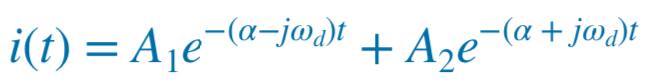 i(t) = A₁e^{-(α-jω_d)t} + A₂e^{-(α + jω_d)t}